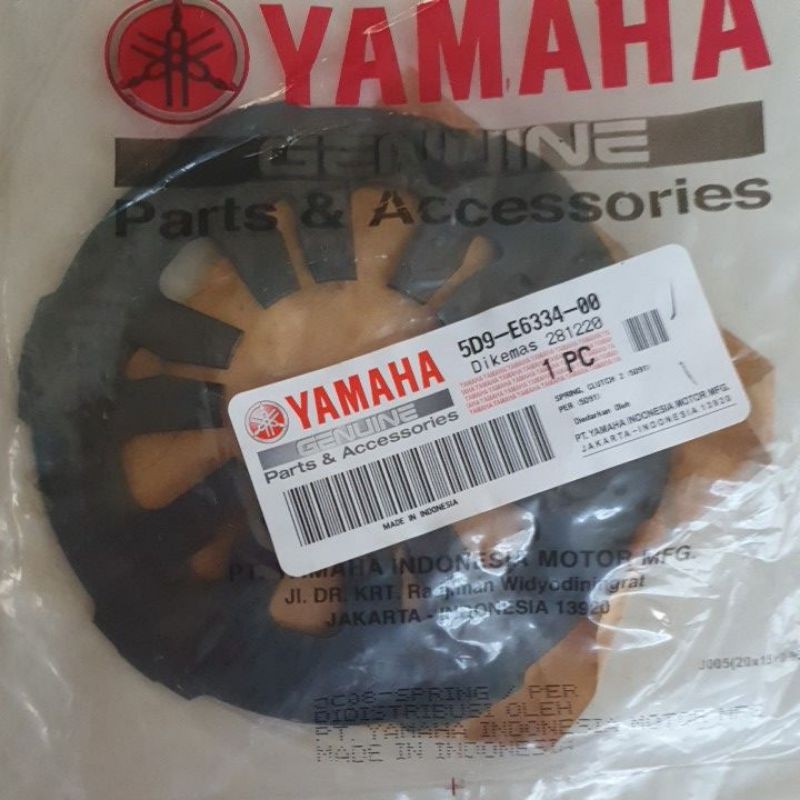 YAMAHA
GENUINE
Parts & Accessories
5D9-E6334-00
Dikemas 281220
1 PC
YAMAHA
GENUINE
Parts & Accessories
SPRING, CLUTCH 2 (5D91)
PER (5D91)
Diedarkan Oleh
PT. YAMAHA INDONESIA MOTOR MFG.
JAKARTA-INDONESIA 13920
MADE IN INDONESIA
PT. YAMAHA INDONESIA MOTOR MFG.
Jl. DR. KRT. Radjiman Widyodiningrat
JAKARTA - INDONESIA 13920
SPRING / PER
DIDISTRIBUSI OLEH
PT. YAMAHA INDONESIA MOTOR MFG
MADE IN INDONESIA